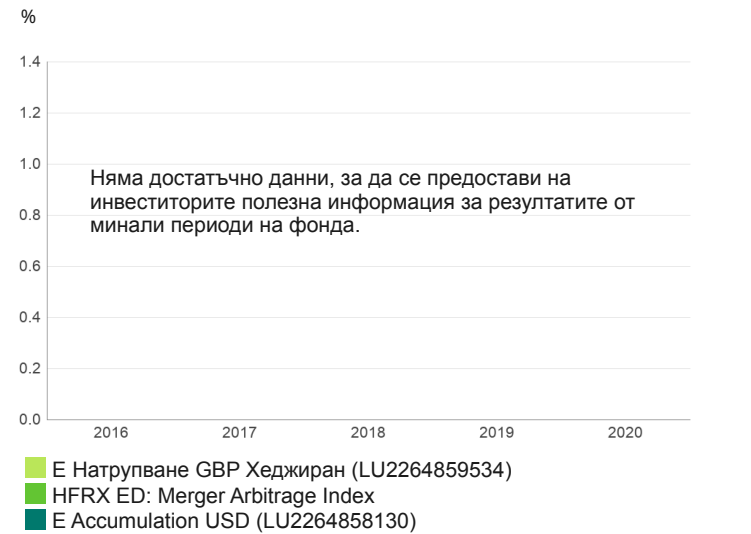 %
1.4
1.2
1.0
Няма достатъчно данни, за да се предостави на
инвеститорите полезна информация за резултатите от
минали периоди на фонда.
0.8
0.6
0.4
0.2
0.0
2016 2017 2018 2019 2020
Е Натрупване GBP Хеджиран (LU2264859534)
HFRX ED: Merger Arbitrage Index
E Accumulation USD (LU2264858130)